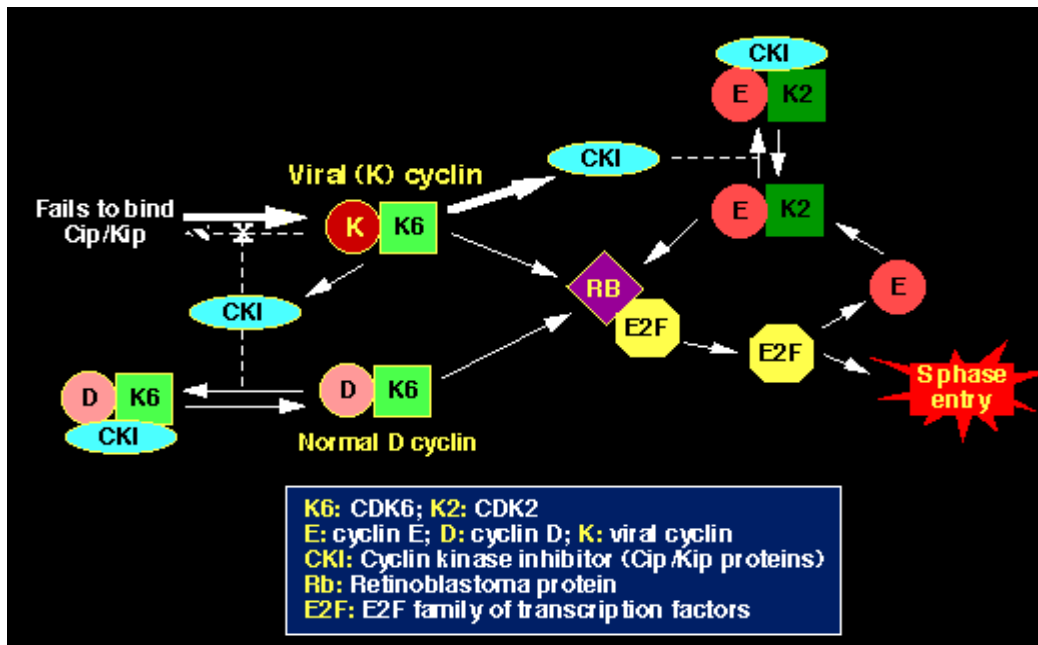 CKI
E K2
CKI
Viral (K) cyclin
Fails to bind
Cip/Kip
K K6
E K2
X
CKI
RB
E2F
E
E2F
D K6
CKI
D K6
Normal D cyclin
S phase
entry
K6: CDK6; K2: CDK2
E: cyclin E; D: cyclin D; K: viral cyclin
CKI: Cyclin kinase inhibitor (Cip/Kip proteins)
Rb: Retinoblastoma protein
E2F: E2F family of transcription factors